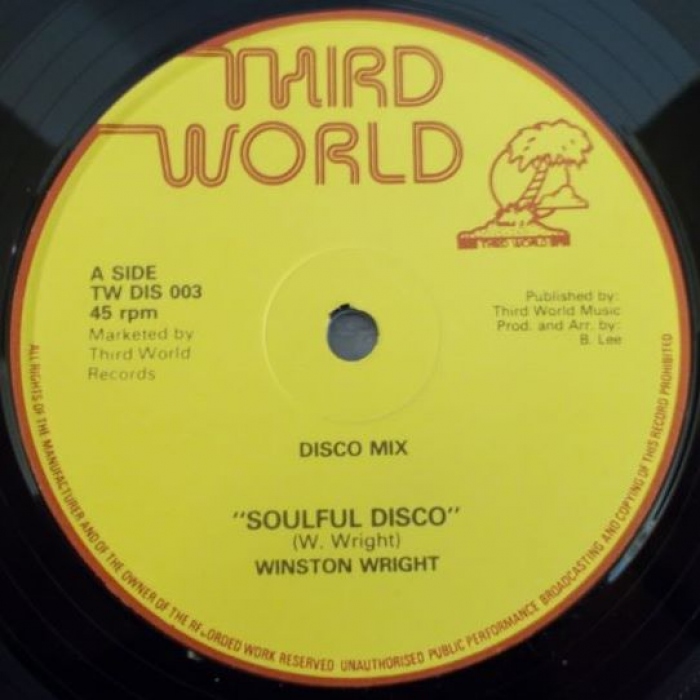 THIRD
WORLD
THIRD WORLD
A SIDE
TW DIS 003
45 rpm
Marketed by
Third World
Records
Published by:
Third World Music
Prod. and Arr. by:
B. Lee
DISCO MIX
"SOULFUL DISCO"
(W. Wright)
WINSTON WRIGHT
ALL RIGHTS OF THE MANUFACTURER AND OF THE OWNER OF THE RECORDED WORK RESERVED UNAUTHORISED PUBLIC PERFORMANCE BROADCASTING AND COPYING OF THIS RECORD PROHIBITED